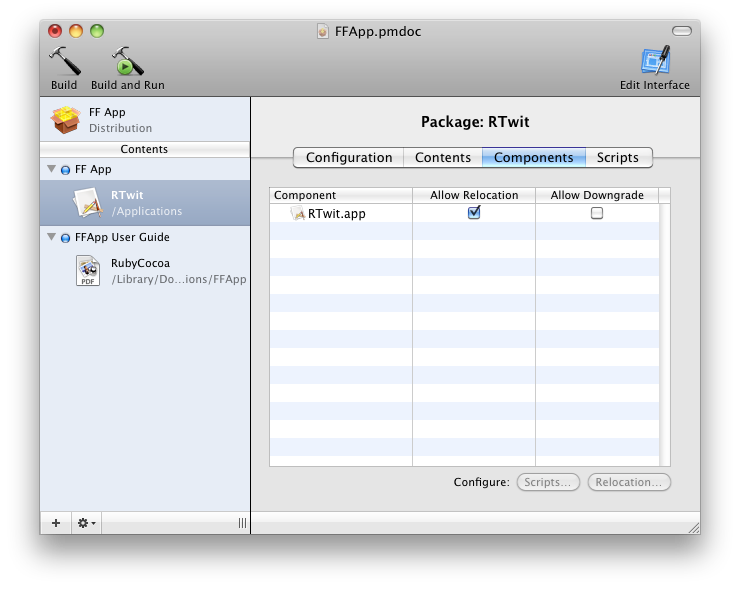 FFApp.pmdoc
Build
Build and Run
Edit Interface
FF App
Distribution
Contents
FF App
RTwit
/Applications
FFApp User Guide
RubyCocoa
/Library/Do...ions/FFApp
PDF
Package: RTwit
Configuration
Contents
Components
Scripts
Component
Allow Relocation
Allow Downgrade
RTwit.app
Configure:
Scripts...
Relocation...